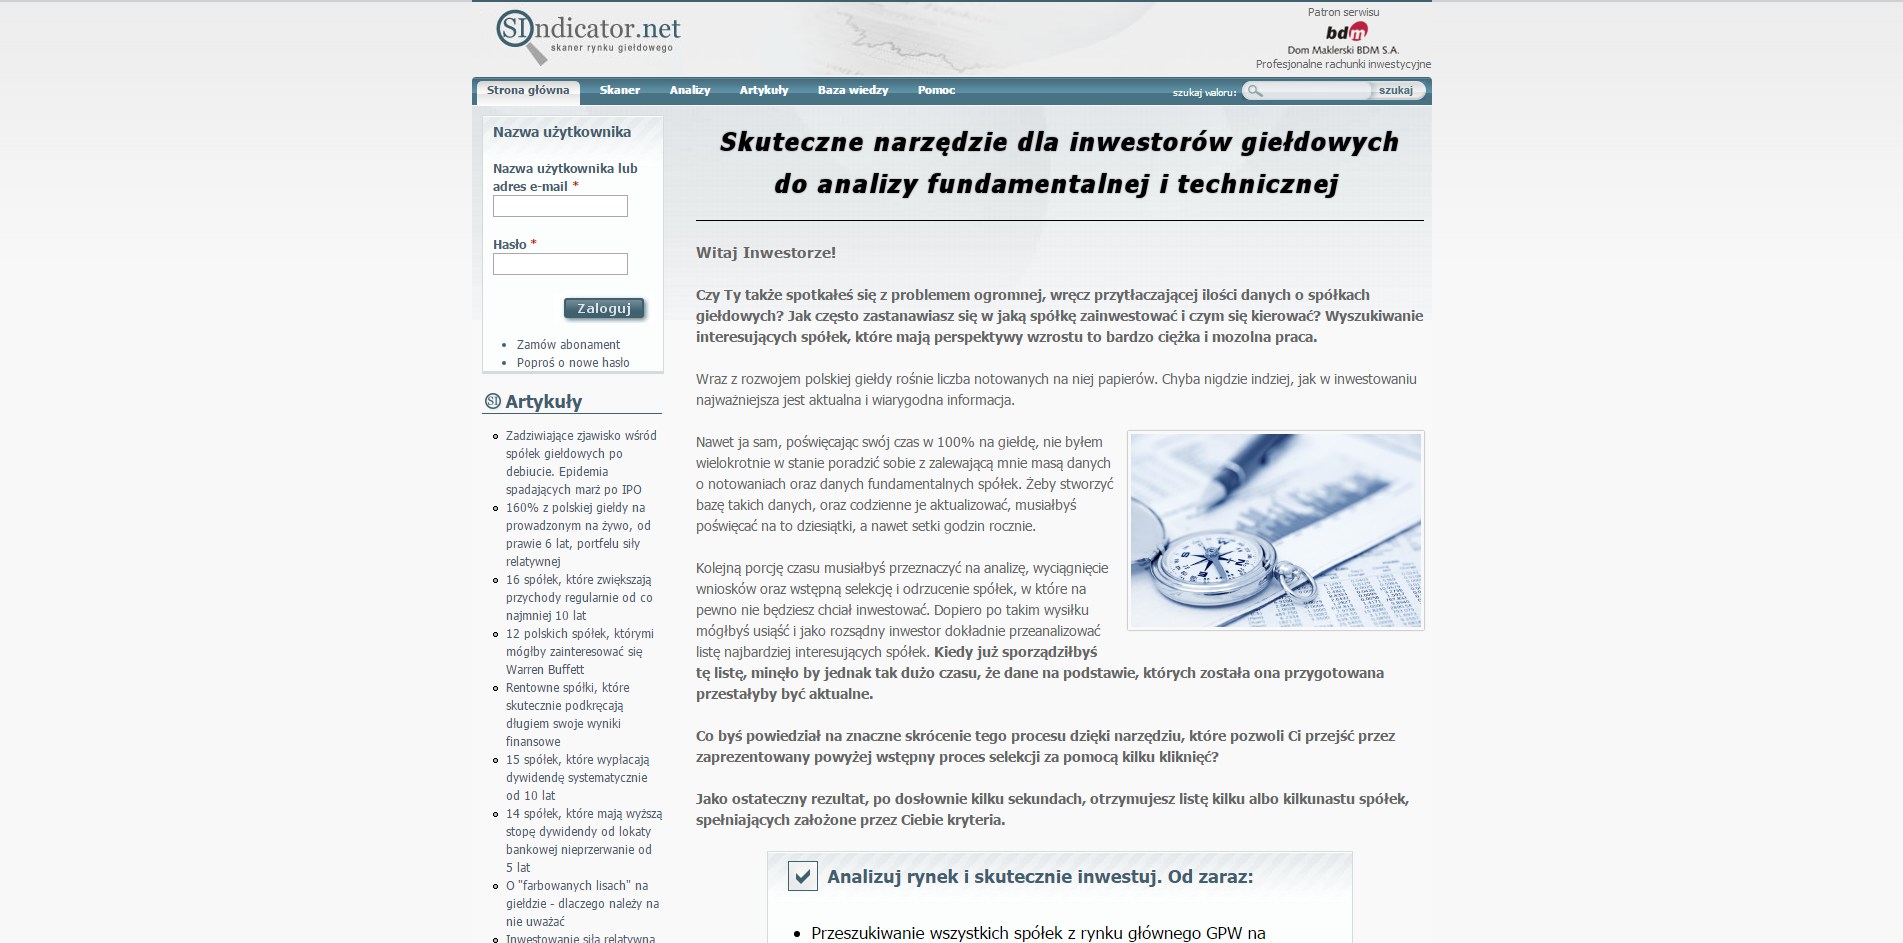 SIndicator.net
skaner rynku giełdowego
Patron serwisu
bdm
Dom Maklerski BDM S.A.
Profesjonalne rachunki inwestycyjne
Strona główna Skaner Analizy Artykuły Baza wiedzy Pomoc szukaj waloru: szukaj
Nazwa użytkownika
Nazwa użytkownika lub
adres e-mail *
Hasło *
Zaloguj
Zamów abonament
Poproś o nowe hasło
SI Artykuły
Zadziwiające zjawisko wśród
spółek giełdowych po
debiucie. Epidemia
spadających marż po IPO
160% z polskiej giełdy na
prowadzonym na żywo, od
prawie 6 lat, portfelu siły
relatywnej
16 spółek, które zwiększają
przychody regularnie od co
najmniej 10 lat
12 polskich spółek, którymi
mógłby zainteresować się
Warren Buffett
Rentowne spółki, które
skutecznie podkręcają
długiem swoje wyniki
finansowe
15 spółek, które wypłacają
dywidendę systematycznie
od 10 lat
14 spółek, które mają wyższą
stopę dywidendy od lokaty
bankowej nieprzerwanie od
5 lat
O "farbowanych lisach" na
giełdzie - dlaczego należy na
nie uważać
Inwestowanie siłą relatywną
Skuteczne narzędzie dla inwestorów giełdowych
do analizy fundamentalnej i technicznej
Witaj Inwestorze!
Czy Ty także spotkałeś się z problemem ogromnej, wręcz przytłaczającej ilości danych o spółkach
giełdowych? Jak często zastanawiasz się w jaką spółkę zainwestować i czym się kierować? Wyszukiwanie
interesujących spółek, które mają perspektywy wzrostu to bardzo ciężka i mozolna praca.
Wraz z rozwojem polskiej giełdy rośnie liczba notowanych na niej papierów. Chyba nigdzie indziej, jak w inwestowaniu
najważniejsza jest aktualna i wiarygodna informacja.
Nawet ja sam, poświęcając swój czas w 100% na giełdę, nie byłem
wielokrotnie w stanie poradzić sobie z zalewającą mnie masą danych
o notowaniach oraz danych fundamentalnych spółek. Żeby stworzyć
bazę takich danych, oraz codzienne je aktualizować, musiałbyś
poświęcać na to dziesiątki, a nawet setki godzin rocznie.
Kolejną porcję czasu musiałbyś przeznaczyć na analizę, wyciągnięcie
wniosków oraz wstępną selekcję i odrzucenie spółek, w które na
pewno nie będziesz chciał inwestować. Dopiero po takim wysiłku
mógłbyś usiąść i jako rozsądny inwestor dokładnie przeanalizować
listę najbardziej interesujących spółek. Kiedy już sporządziłbyś
tę listę, minęło by jednak tak dużo czasu, że dane na podstawie, których została ona przygotowana
przestałyby być aktualne.
Co byś powiedział na znaczne skrócenie tego procesu dzięki narzędziu, które pozwoli Ci przejść przez
zaprezentowany powyżej wstępny proces selekcji za pomocą kilku kliknięć?
Jako ostateczny rezultat, po dosłownie kilku sekundach, otrzymujesz listę kilku albo kilkunastu spółek,
spełniających założone przez Ciebie kryteria.
Analizuj rynek i skutecznie inwestuj. Od zaraz:
Przeszukiwanie wszystkich spółek z rynku głównego GPW na